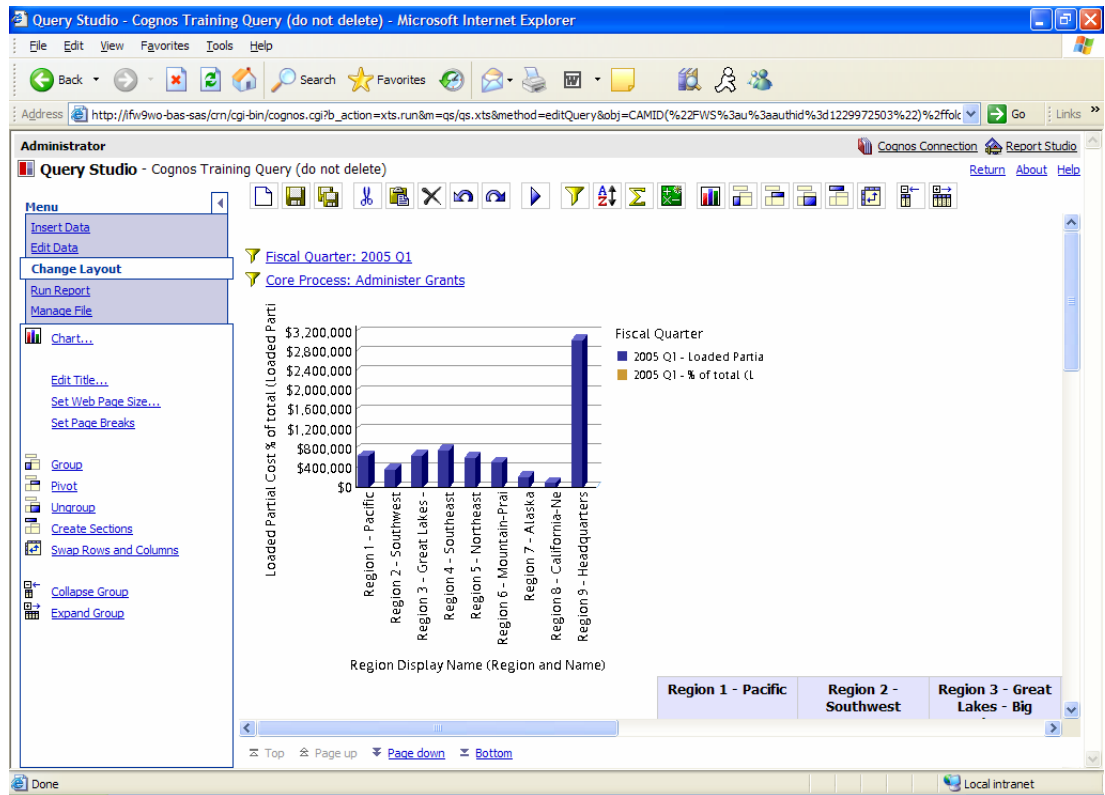 Query Studio - Cognos Training Query (do not delete) - Microsoft Internet Explorer
File Edit View Favorites Tools Help
Back Search Favorites
Address http://ifw9wo-bas-sas/crn/cgi-bin/cognos.cgi?b_action=xts.run&m=qs/qs.xts&method=editQuery&obj=CAMID(%22FWS%3au%3aauthid%3d1229972503%22)%2ffolc Go Links »
Administrator Cognos Connection Report Studio
Query Studio - Cognos Training Query (do not delete) Return About Help
Menu
Insert Data
Edit Data
Change Layout
Run Report
Manage File
Chart...
Edit Title...
Set Web Page Size...
Set Page Breaks
Group
Pivot
Ungroup
Create Sections
Swap Rows and Columns
Collapse Group
Expand Group
Fiscal Quarter: 2005 Q1
Core Process: Administer Grants
Loaded Partial Cost % of total (Loaded Parti
$3,200,000
$2,800,000
$2,400,000
$2,000,000
$1,600,000
$1,200,000
$800,000
$400,000
$0
Region 1 - Pacific
Region 2 - Southwest
Region 3 - Great Lakes -
Region 4 - Southeast
Region 5 - Northeast
Region 6 - Mountain-Prai
Region 7 - Alaska
Region 8 - California-Ne
Region 9 - Headquarters
Region Display Name (Region and Name)
Fiscal Quarter
2005 Q1 - Loaded Partia
2005 Q1 - % of total (L
Region 1 - Pacific Region 2 - Region 3 - Great
Southwest Lakes - Big
Top Page up Page down Bottom
Done Local intranet